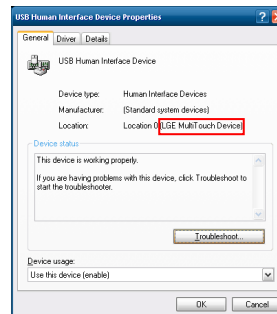 USB Human Interface Device Properties
General Driver Details
USB Human Interface Device
Device type: Human Interface Devices
Manufacturer: (Standard system devices)
Location: Location 0 (LGE MultiTouch Device)
Device status
This device is working properly.
If you are having problems with this device, click Troubleshoot to
start the troubleshooter.
Troubleshoot...
Device usage:
Use this device (enable)
OK Cancel